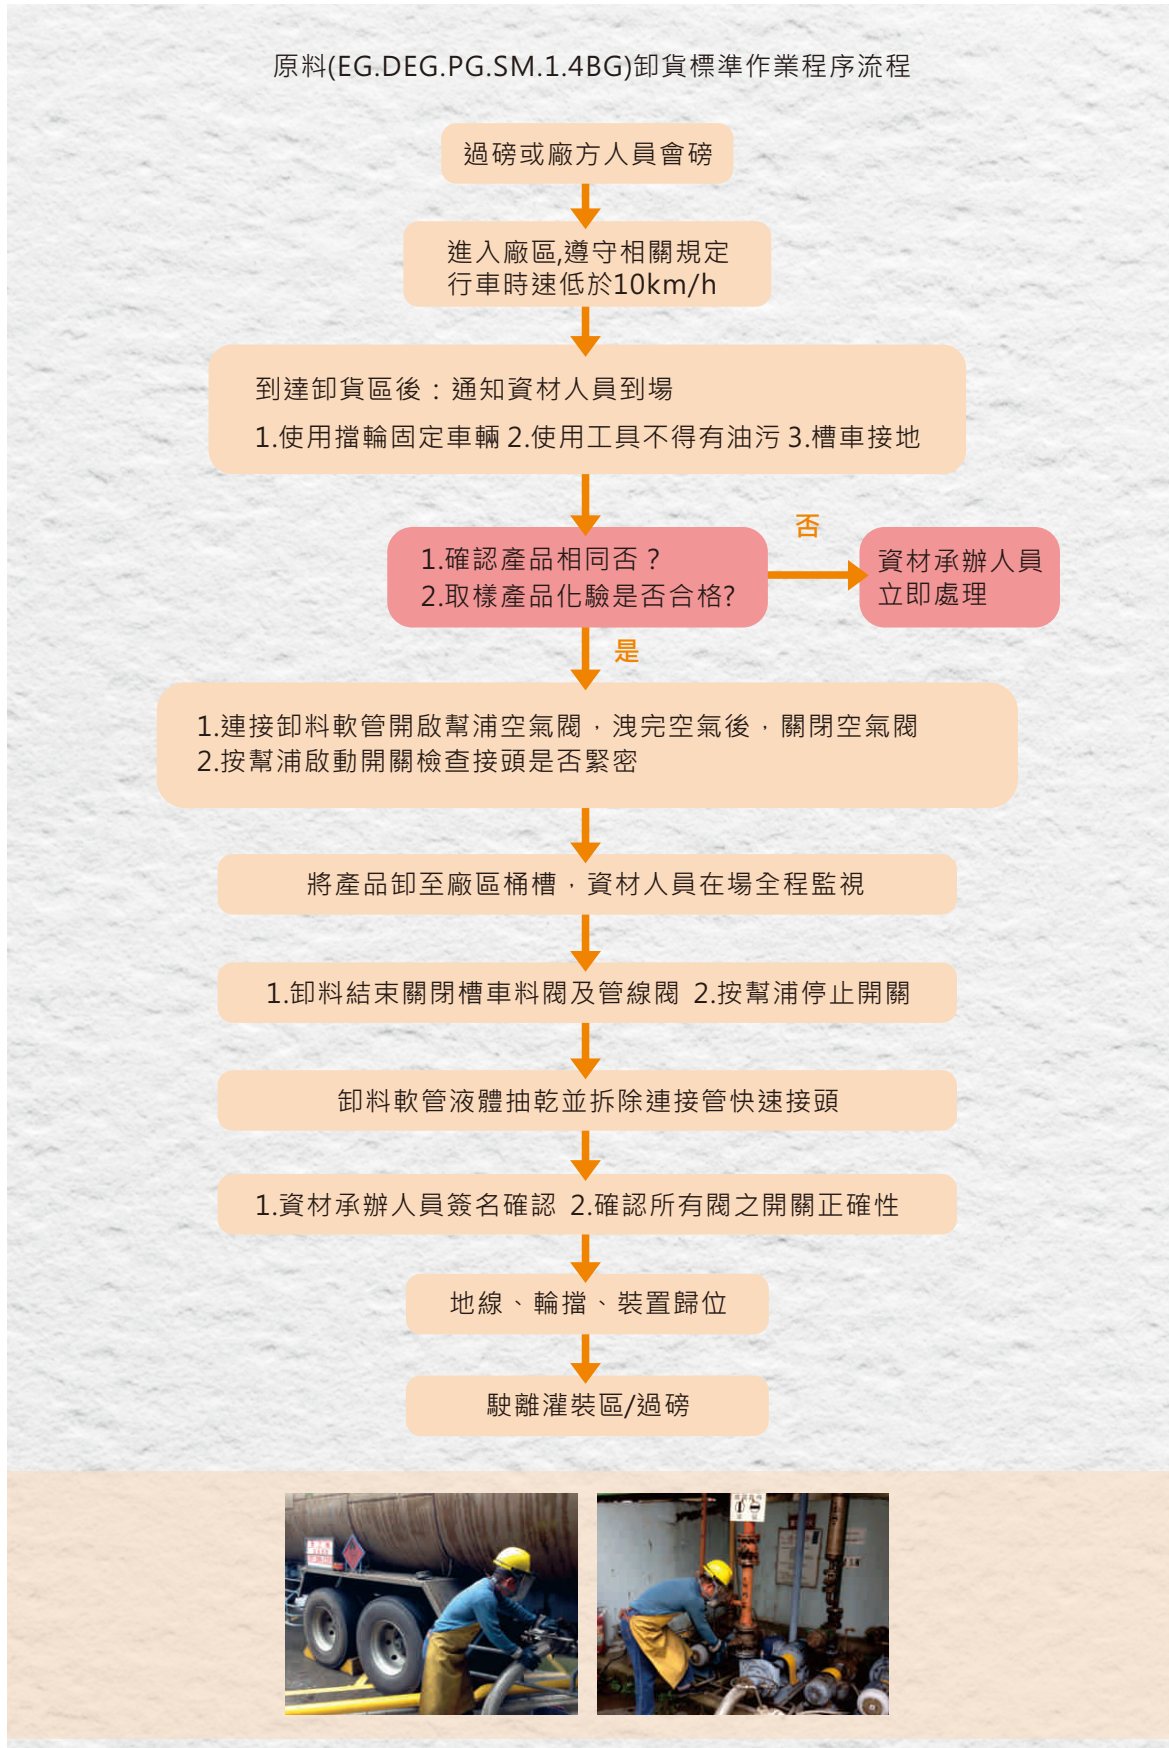 原料(EG.DEG.PG.SM.1.4BG)卸貨標準作業程序流程
過磅或廠方人員會磅
進入廠區,遵守相關規定
行車時速低於10km/h
到達卸貨區後：通知資材人員到場
1.使用擋輪固定車輛 2.使用工具不得有油污 3.槽車接地
否
1.確認產品相同否？
2.取樣產品化驗是否合格?
資材承辦人員
立即處理
是
1.連接卸料軟管開啟幫浦空氣閥，洩完空氣後，關閉空氣閥
2.按幫浦啟動開關檢查接頭是否緊密
將產品卸至廠區桶槽，資材人員在場全程監視
1.卸料結束關閉槽車料閥及管線閥 2.按幫浦停止開關
卸料軟管液體抽乾並拆除連接管快速接頭
1.資材承辦人員簽名確認 2.確認所有閥之開關正確性
地線、輪擋、裝置歸位
駛離灌裝區/過磅